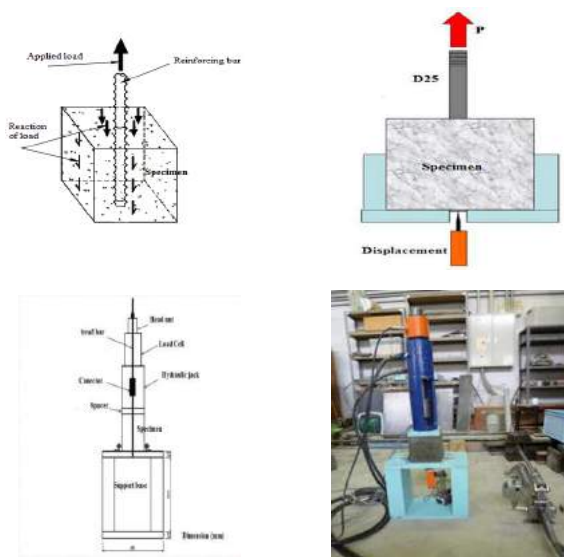 Applied load
Reinforcing bar
Reaction
of load
Specimen
P
D25
Specimen
Displacement
Head nut
Steel bar
Load Cell
Hydraulic jack
Spacer
Specimen
Support base
Dimension (mm)